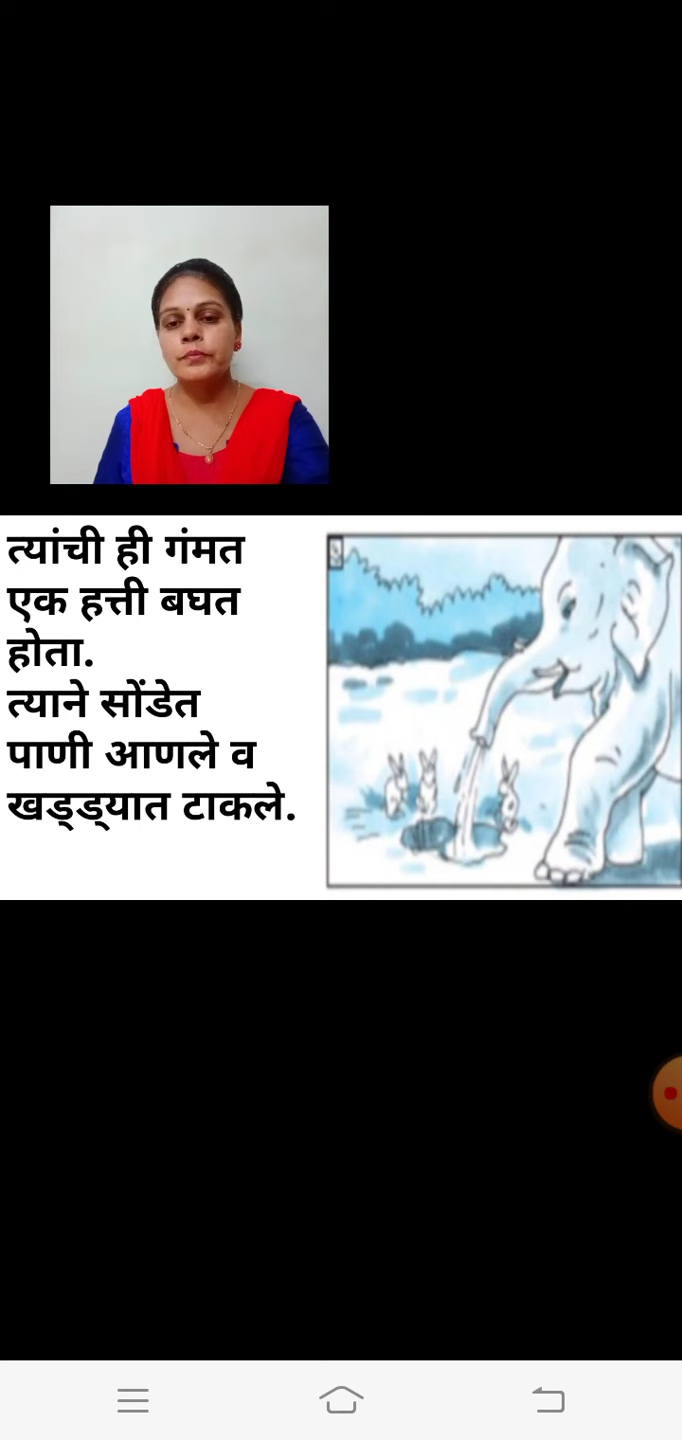 त्यांची ही गंमत
एक हत्ती बघत
होता.
त्याने सोंडेत
पाणी आणले व
खड्ड्यात टाकले.